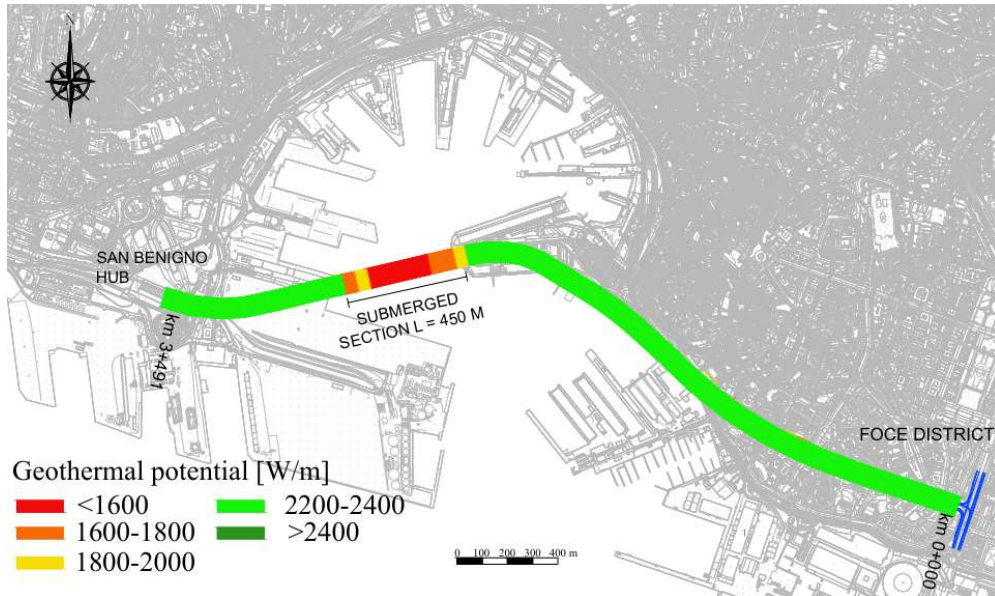 SAN BENIGNO
HUB
km 3+491
SUBMERGED
SECTION L = 450 M
FOCE DISTRICT
km 0+000
Geothermal potential [W/m]
<1600
2200-2400
1600-1800
>2400
1800-2000
0 100 200 300 400 m